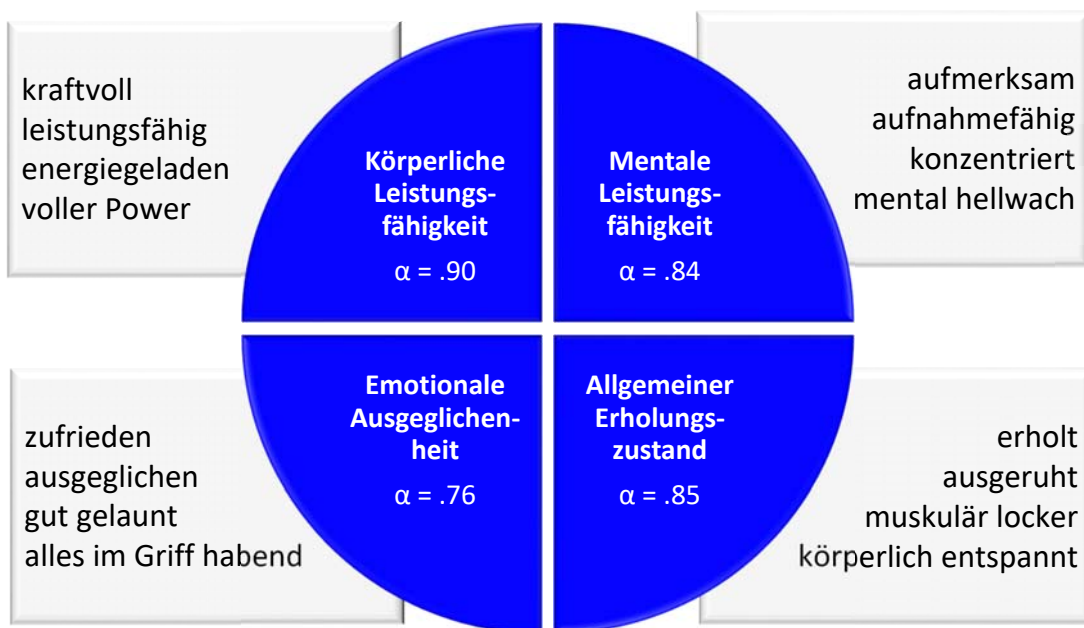 kraftvoll
leistungsfähig
energiegeladen
voller Power
Körperliche
Leistungs-
fähigkeit
α = .90
Mentale
Leistungs-
fähigkeit
α = .84
aufmerksam
aufnahmefähig
konzentriert
mental hellwach
zufrieden
ausgeglichen
gut gelaunt
alles im Griff habend
Emotionale
Ausgeglichen-
heit
α = .76
Allgemeiner
Erholungs-
zustand
α = .85
erholt
ausgeruht
muskulär locker
körperlich entspannt